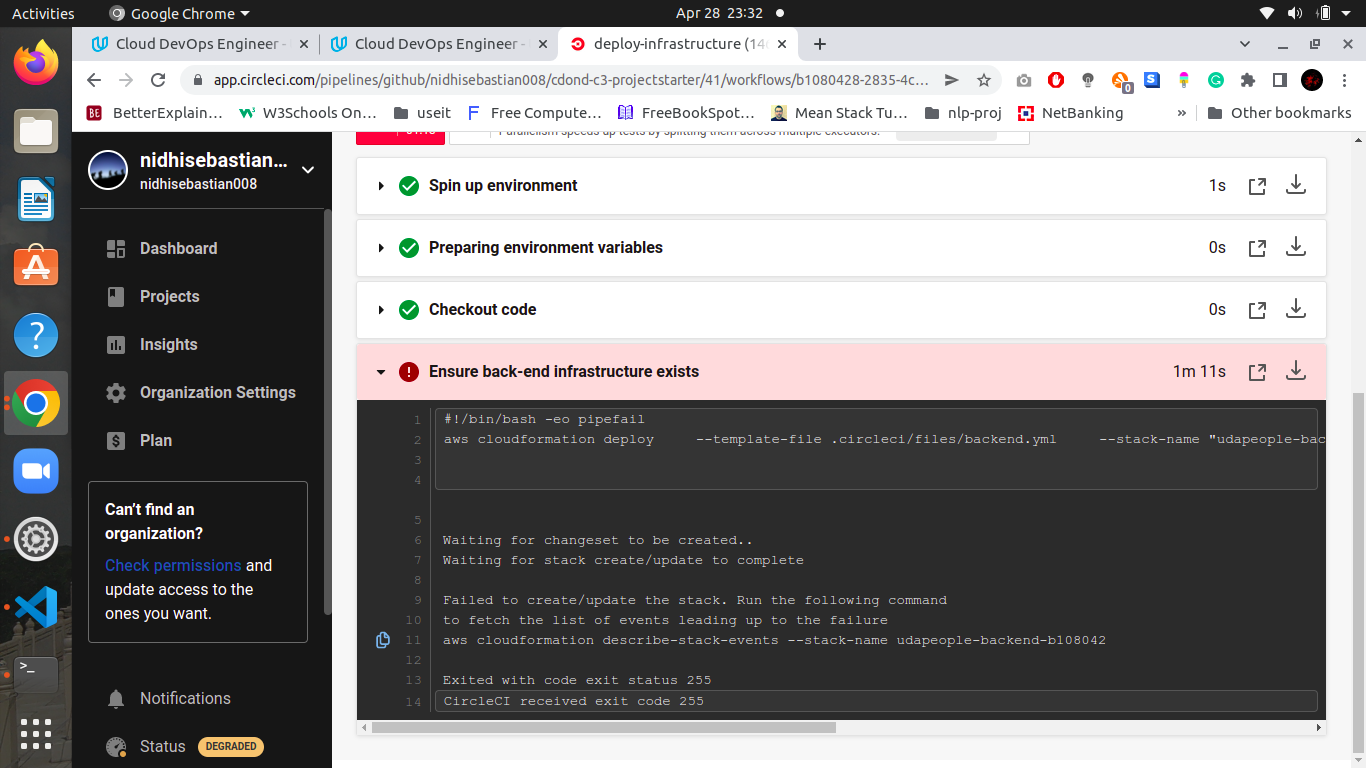 Activities
Google Chrome
Apr 28 23:32
Cloud DevOps Engineer -
Cloud DevOps Engineer -
deploy-infrastructure (14
app.circleci.com/pipelines/github/nidhisebastian008/cdond-c3-projectstarter/41/workflows/b1080428-2835-4c...
0
BE
BetterExplain...
W3Schools On...
useit
Free Compute...
FreeBookSpot...
Mean Stack Tu...
nlp-proj
NetBanking
»
Other bookmarks
nidhisebastian...
nidhisebastian008
Dashboard
Projects
Insights
Organization Settings
Plan
Can't find an
organization?
Check permissions and
update access to the
ones you want.
Notifications
Status
DEGRADED
Parallelism speeds up tests by splitting them across multiple executors.
Spin up environment
1s
Preparing environment variables
0s
Checkout code
0s
Ensure back-end infrastructure exists
1m 11s
1 #!/bin/bash -eo pipefail
2 aws cloudformation deploy --template-file .circleci/files/backend.yml --stack-name "udapeople-bac
3
4
5
6 Waiting for changeset to be created..
7 Waiting for stack create/update to complete
8
9 Failed to create/update the stack. Run the following command
10 to fetch the list of events leading up to the failure
11 aws cloudformation describe-stack-events --stack-name udapeople-backend-b108042
12
13 Exited with code exit status 255
14 CircleCI received exit code 255